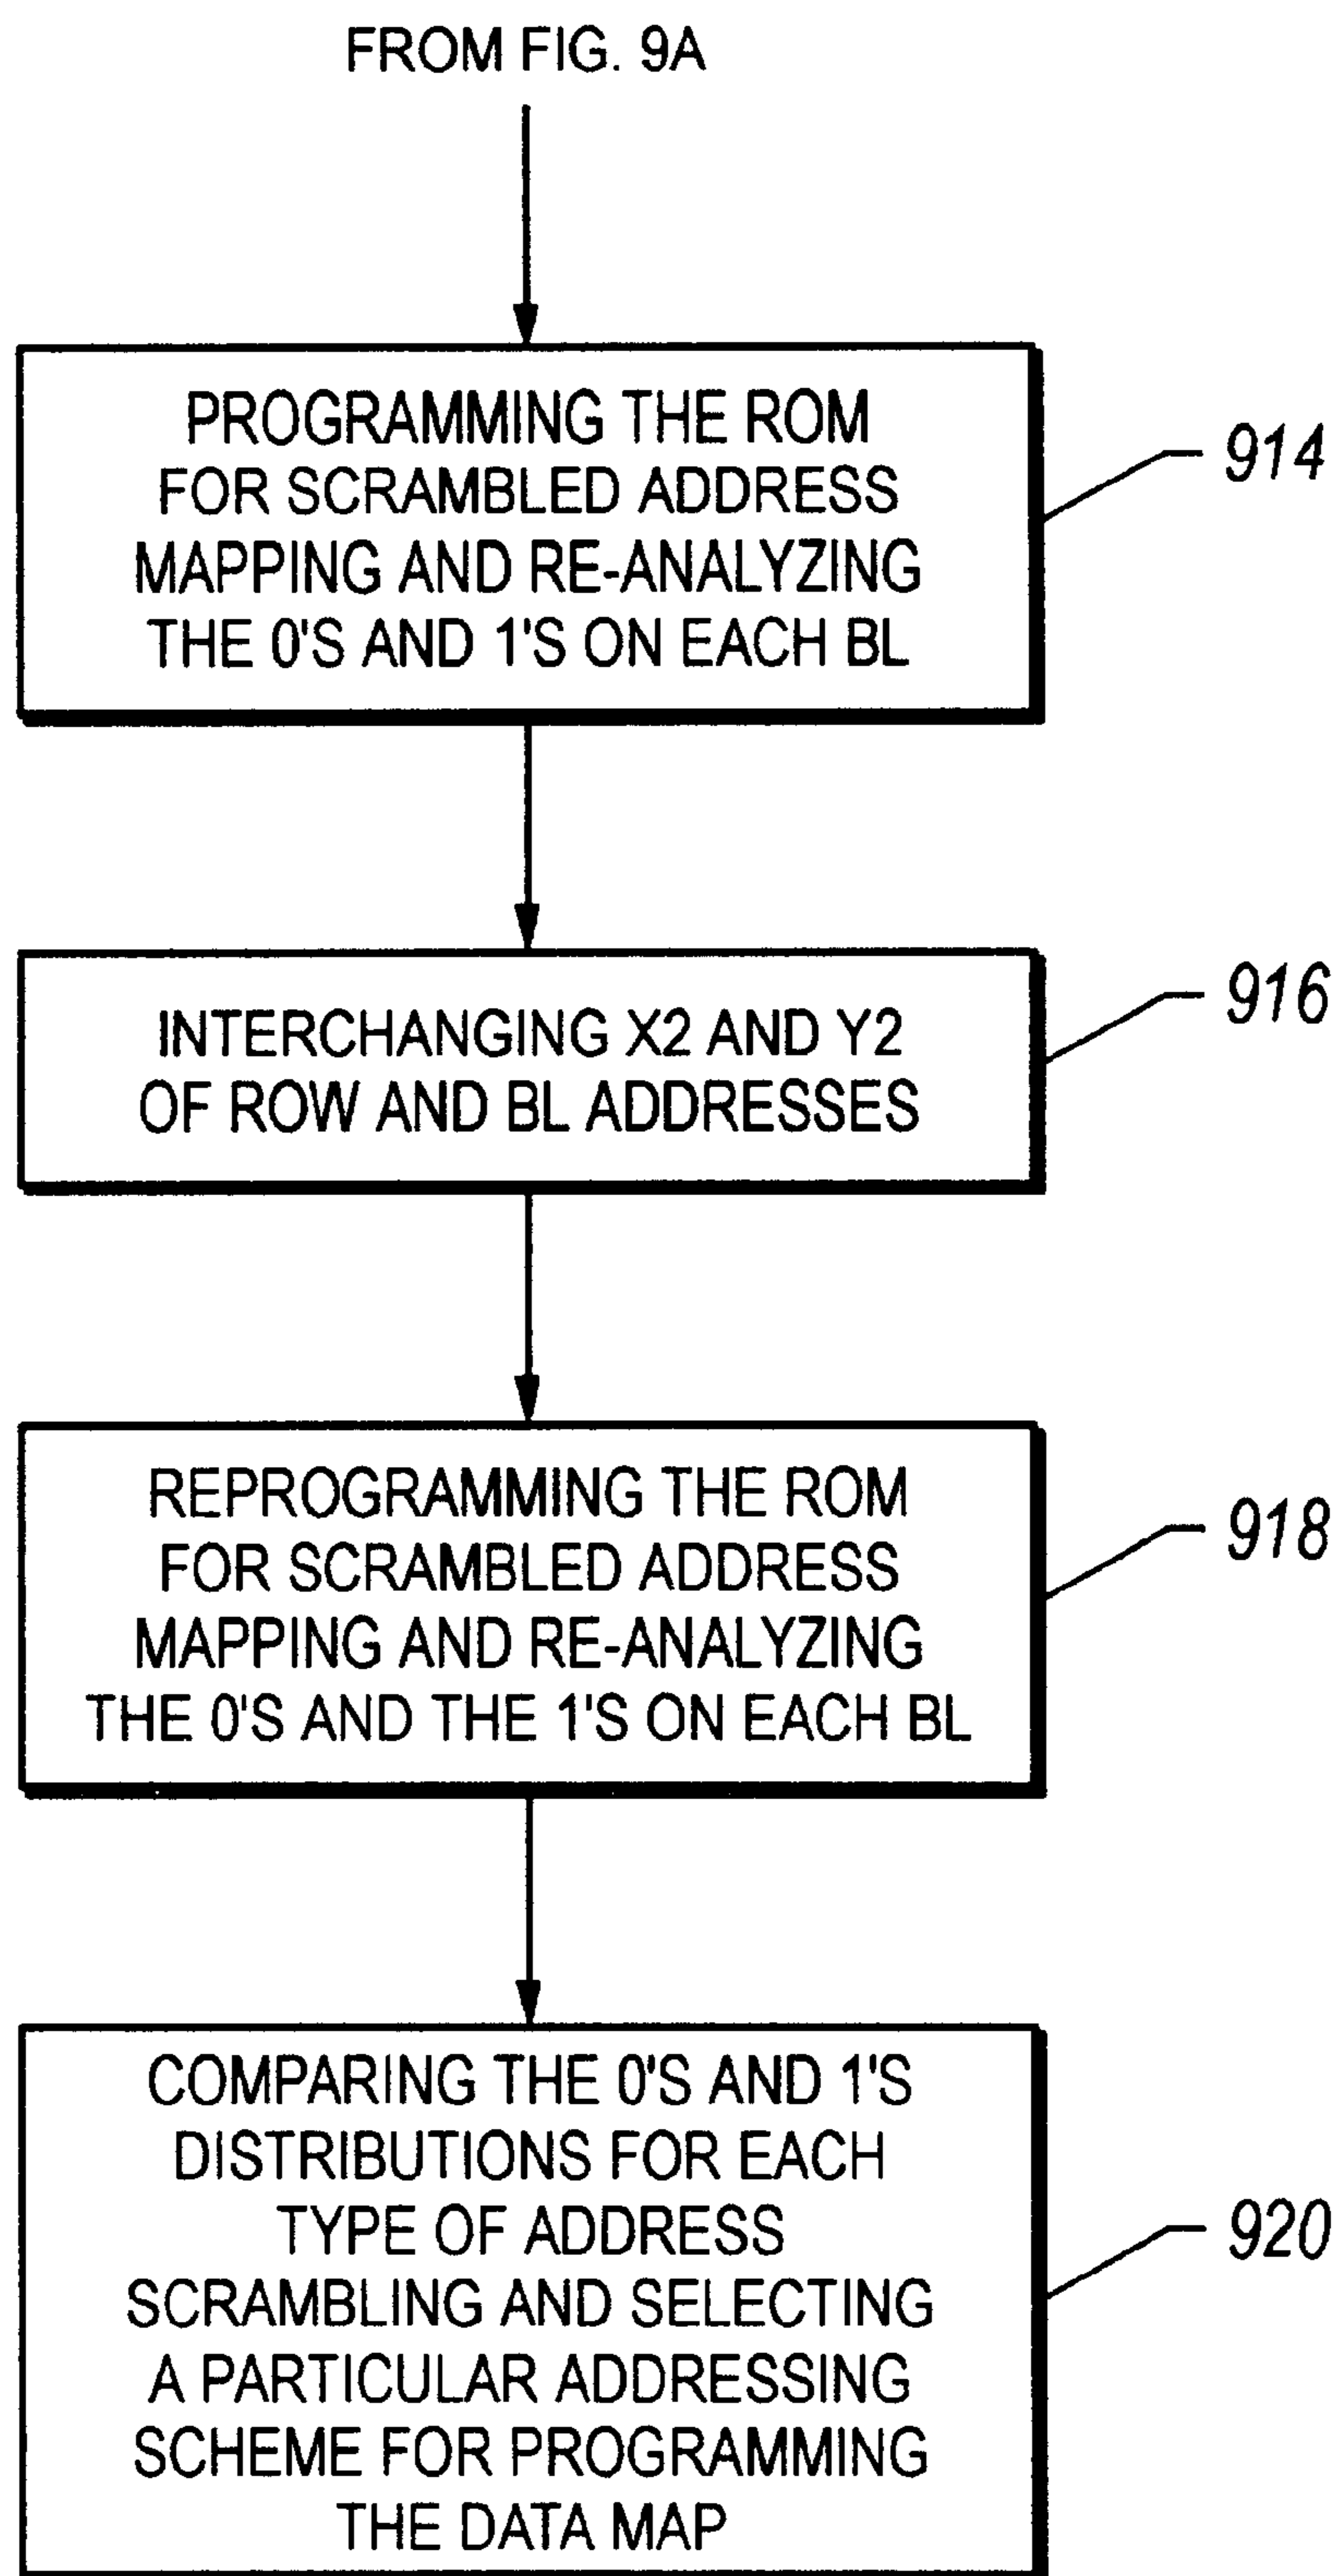 FROM FIG. 9A
PROGRAMMING THE ROM
FOR SCRAMBLED ADDRESS
MAPPING AND RE-ANALYZING
THE 0'S AND 1'S ON EACH BL
914
INTERCHANGING X2 AND Y2
OF ROW AND BL ADDRESSES
916
REPROGRAMMING THE ROM
FOR SCRAMBLED ADDRESS
MAPPING AND RE-ANALYZING
THE 0'S AND THE 1'S ON EACH BL
918
COMPARING THE 0'S AND 1'S
DISTRIBUTIONS FOR EACH
TYPE OF ADDRESS
SCRAMBLING AND SELECTING
A PARTICULAR ADDRESSING
SCHEME FOR PROGRAMMING
THE DATA MAP
920